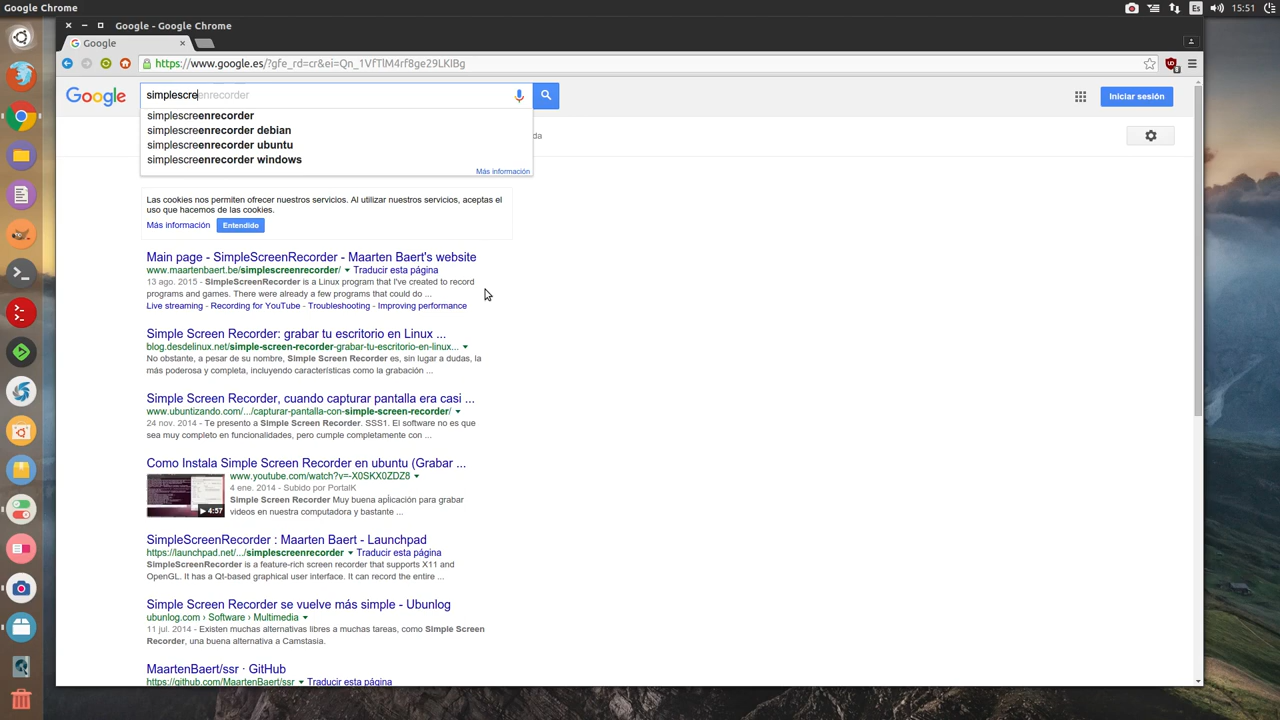 Google Chrome
Es
15:51
Google - Google Chrome
Google
https://www.google.es/?gfe_rd=cr&ei=Qn_1VfTlM4rf8ge29LKIBg
Google
simplescreenrecorder
Iniciar sesión
simplescreenrecorder
simplescreenrecorder debian
da
simplescreenrecorder ubuntu
simplescreenrecorder windows
Más información
Las cookies nos permiten ofrecer nuestros servicios. Al utilizar nuestros servicios, aceptas el
uso que hacemos de las cookies.
Más información Entendido
Main page - SimpleScreenRecorder - Maarten Baert's website
www.maartenbaert.be/simplescreenrecorder/ Traducir esta página
13 ago. 2015 - SimpleScreenRecorder is a Linux program that I've created to record
programs and games. There were already a few programs that could do ...
Live streaming - Recording for YouTube - Troubleshooting - Improving performance
Simple Screen Recorder: grabar tu escritorio en Linux ...
blog.desdelinux.net/simple-screen-recorder-grabar-tu-escritorio-en-linux...
No obstante, a pesar de su nombre, Simple Screen Recorder es, sin lugar a dudas, la
más poderosa y completa, incluyendo características como la grabación ...
Simple Screen Recorder, cuando capturar pantalla era casi ...
www.ubuntizando.com/.../capturar-pantalla-con-simple-screen-recorder/
24 nov. 2014 - Te presento a Simple Screen Recorder. SSS1. El software no es que
sea muy completo en funcionalidades, pero cumple completamente con ...
Como Instala Simple Screen Recorder en ubuntu (Grabar ...
www.youtube.com/watch?v=-X0SKX0ZDZ8
4 ene. 2014 - Subido por PortalK
Simple Screen Recorder Muy buena aplicación para grabar
videos en nuestra computadora y bastante ...
4:57
SimpleScreenRecorder : Maarten Baert - Launchpad
https://launchpad.net/.../simplescreenrecorder Traducir esta página
SimpleScreenRecorder is a feature-rich screen recorder that supports X11 and
OpenGL. It has a Qt-based graphical user interface. It can record the entire ...
Simple Screen Recorder se vuelve más simple - Ubunlog
ubunlog.com › Software › Multimedia
11 jul. 2014 - Existen muchas alternativas libres a muchas tareas, como Simple Screen
Recorder, una buena alternativa a Camstasia.
MaartenBaert/ssr · GitHub
https://github.com/MaartenBaert/ssr Traducir esta página